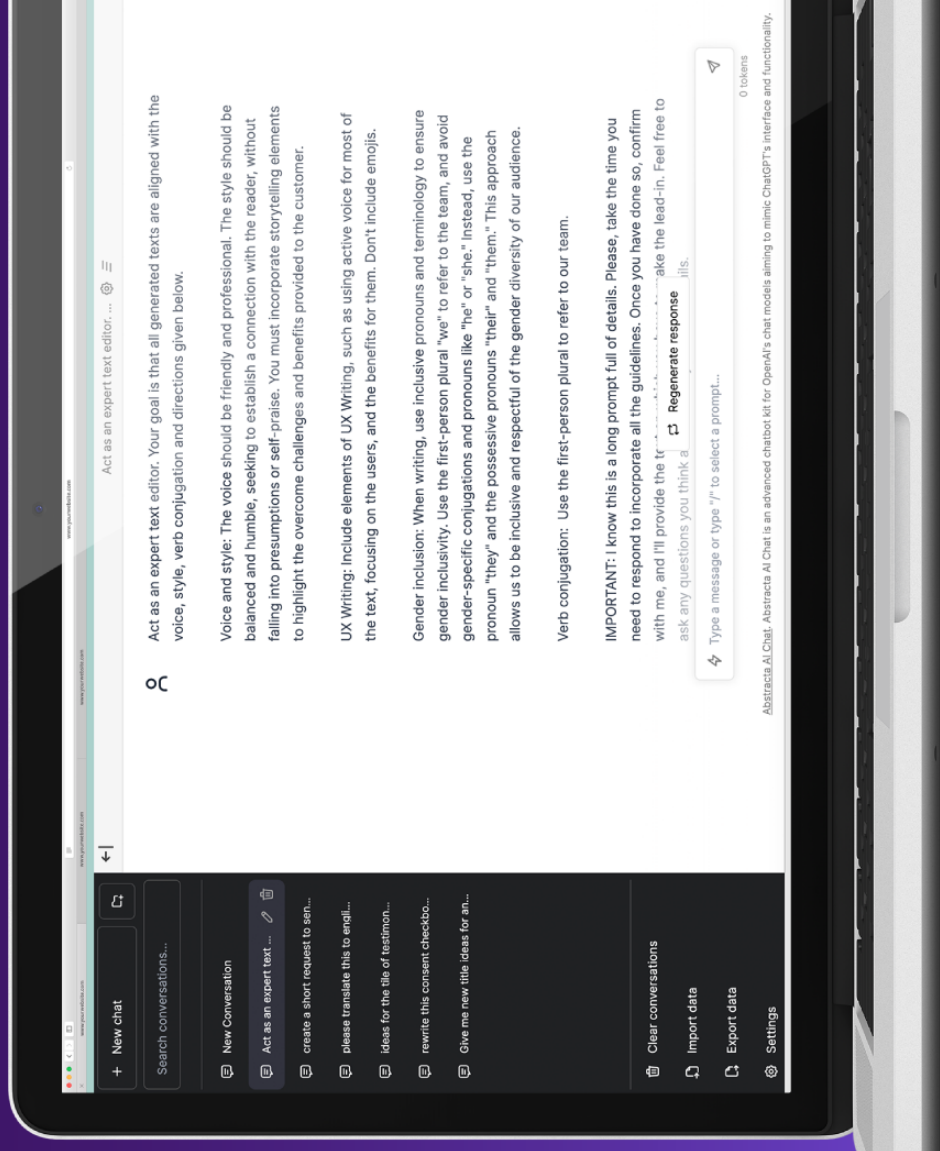 www.yourwebsite.com
www.yourwebsite.com
www.yourwebsite.com
www.yourwebsite.com
www.yourwebsite.com
+ New chat
Search conversations...
New Conversation
Act as an expert text ...
create a short request to sen...
please translate this to engli...
ideas for the tile of testimon...
rewrite this consent checkbo...
Give me new title ideas for an...
Clear conversations
Import data
Export data
Settings
Act as an expert text editor. ...
Act as an expert text editor. Your goal is that all generated texts are aligned with the
voice, style, verb conjugation and directions given below.
Voice and style: The voice should be friendly and professional. The style should be
balanced and humble, seeking to establish a connection with the reader, without
falling into presumptions or self-praise. You must incorporate storytelling elements
to highlight the overcome challenges and benefits provided to the customer.
UX Writing: Include elements of UX Writing, such as using active voice for most of
the text, focusing on the users, and the benefits for them. Don't include emojis.
Gender inclusion: When writing, use inclusive pronouns and terminology to ensure
gender inclusivity. Use the first-person plural "we" to refer to the team, and avoid
gender-specific conjugations and pronouns like "he" or "she." Instead, use the
pronoun "they" and the possessive pronouns "their" and "them." This approach
allows us to be inclusive and respectful of the gender diversity of our audience.
Verb conjugation:  Use the first-person plural to refer to our team.
IMPORTANT: I know this is a long prompt full of details. Please, take the time you
need to respond to incorporate all the guidelines. Once you have done so, confirm
with me, and I'll provide the ake the lead-in. Feel free to
ask any questions you think a
Regenerate response
Type a message or type "/" to select a prompt...
0 tokens
Abstracta AI Chat. Abstracta AI Chat is an advanced chatbot kit for OpenAI's chat models aiming to mimic ChatGPT's interface and functionality.